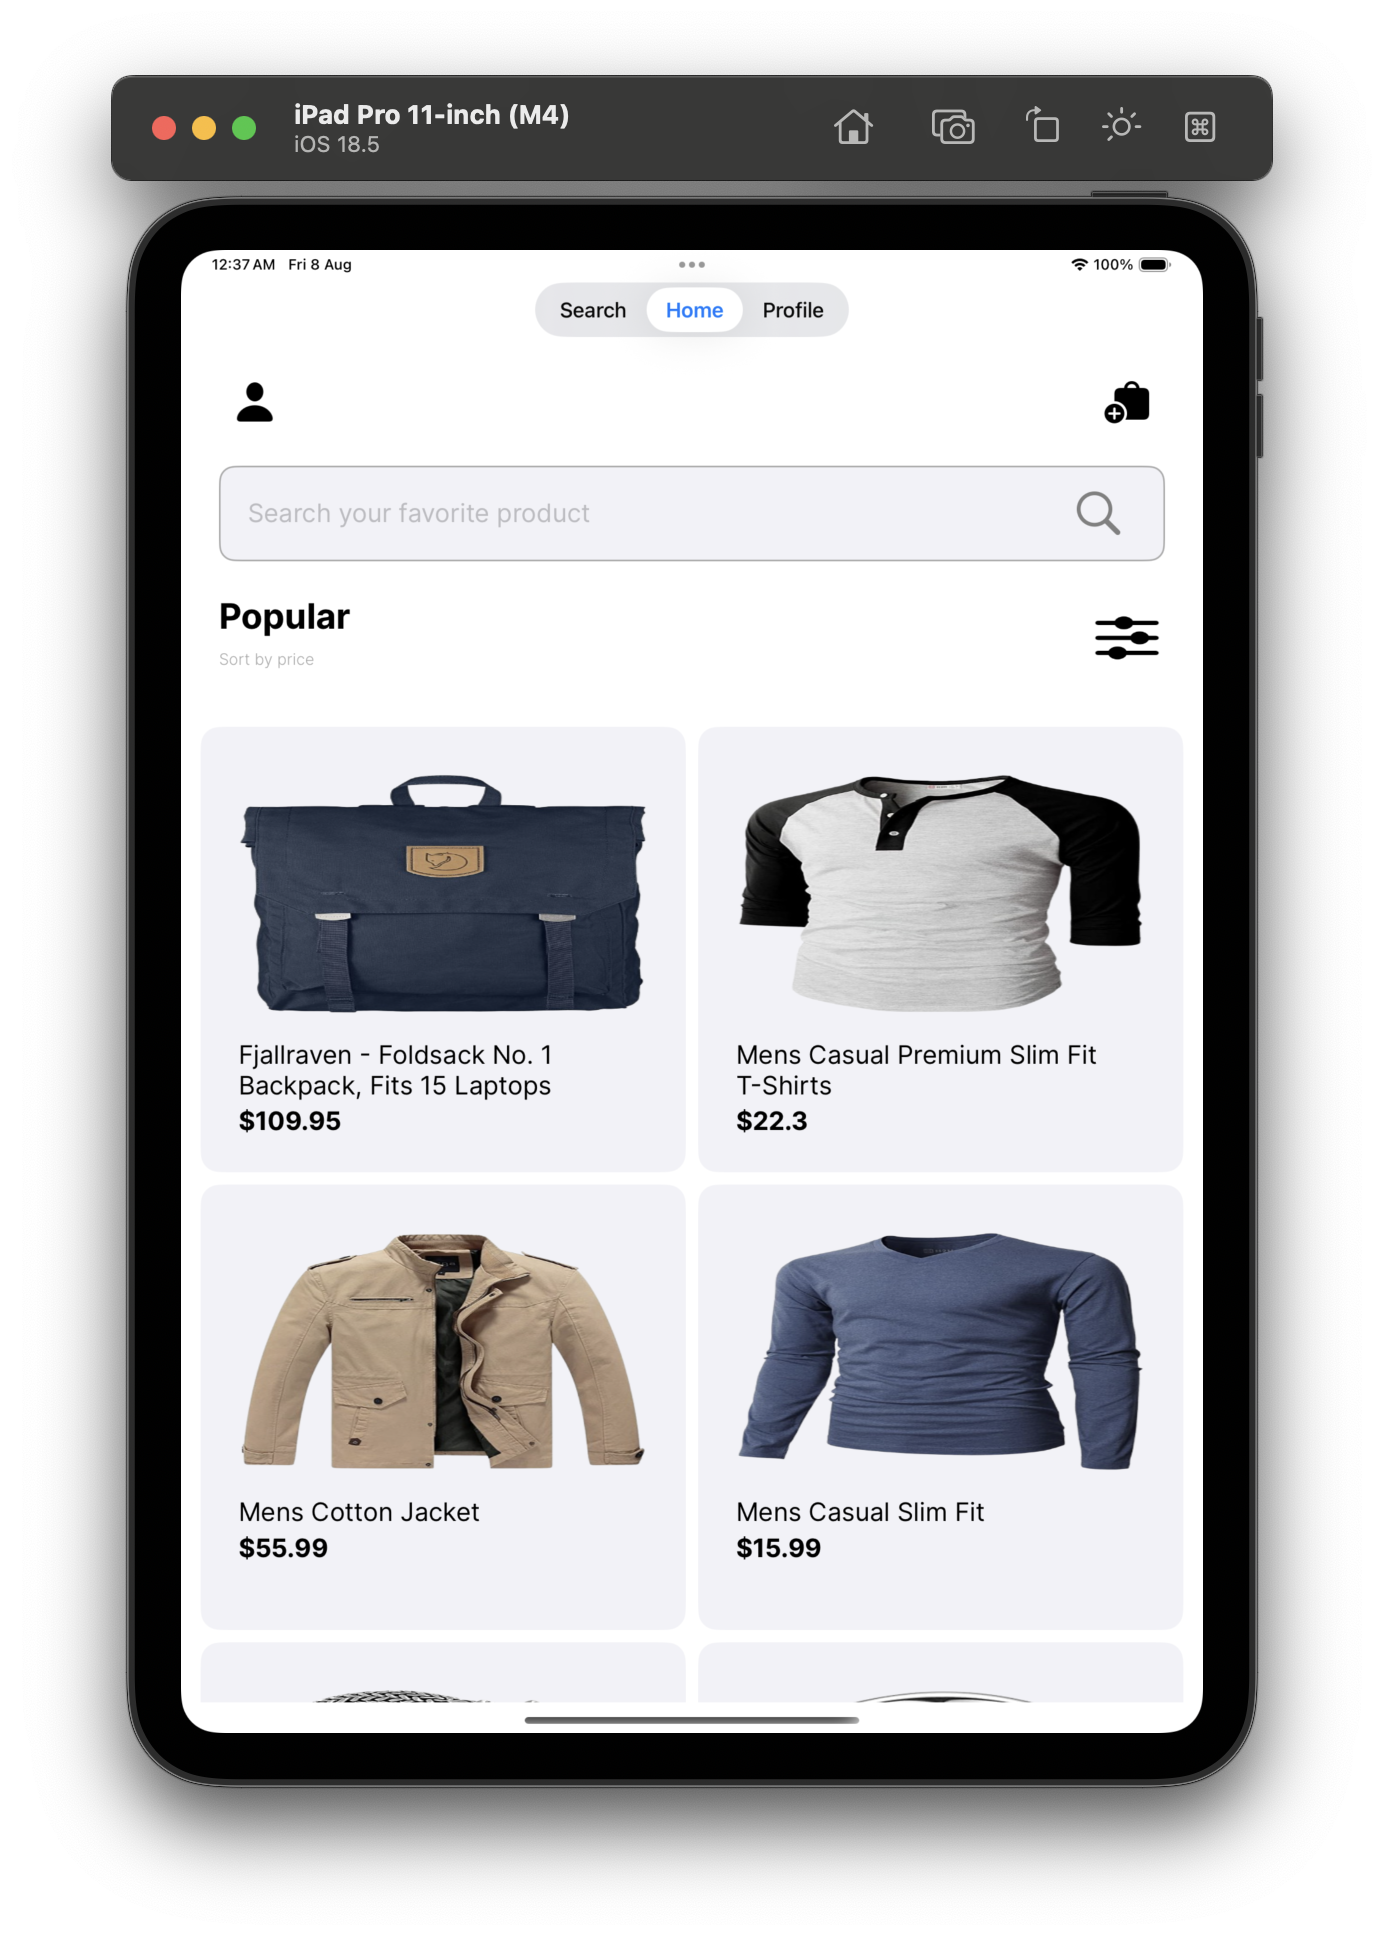 iPad Pro 11-inch (M4)
iOS 18.5
12:37 AM Fri 8 Aug
100%
Search Home Profile
Search your favorite product
Popular
Sort by price
Fjallraven - Foldsack No. 1
Backpack, Fits 15 Laptops
$109.95
Mens Casual Premium Slim Fit
T-Shirts
$22.3
Mens Cotton Jacket
$55.99
Mens Casual Slim Fit
$15.99